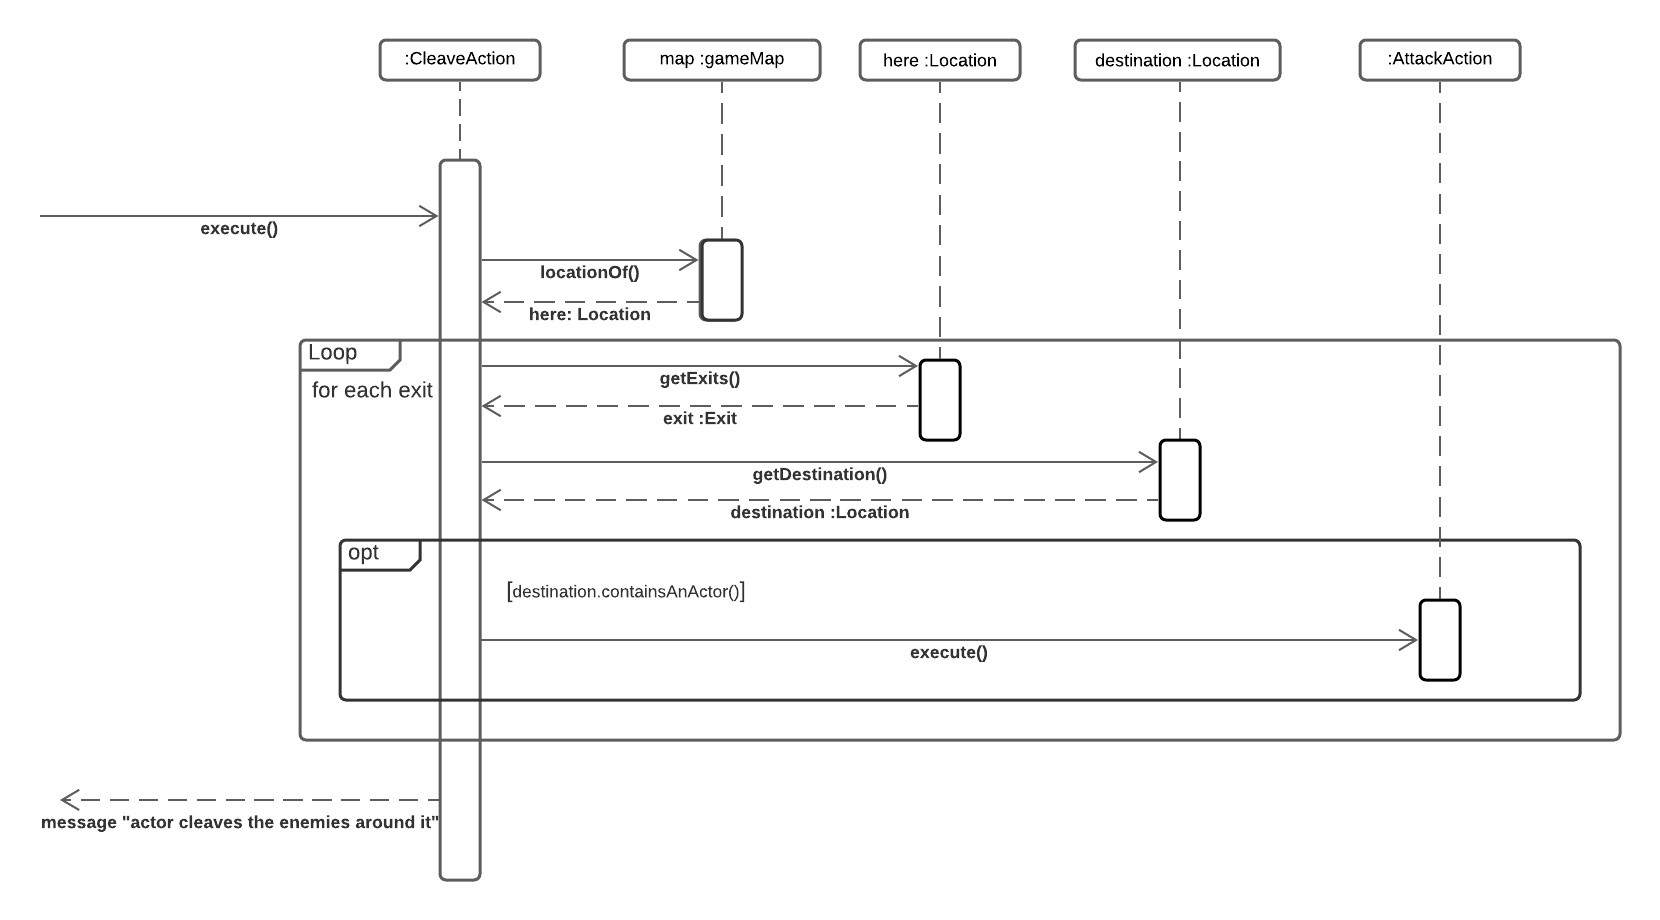 :CleaveAction
map :gameMap
here :Location
destination :Location
:AttackAction
execute()
locationOf()
here: Location
Loop
for each exit
getExits()
exit :Exit
getDestination()
destination :Location
opt
[destination.containsAnActor()]
execute()
message "actor cleaves the enemies around it"